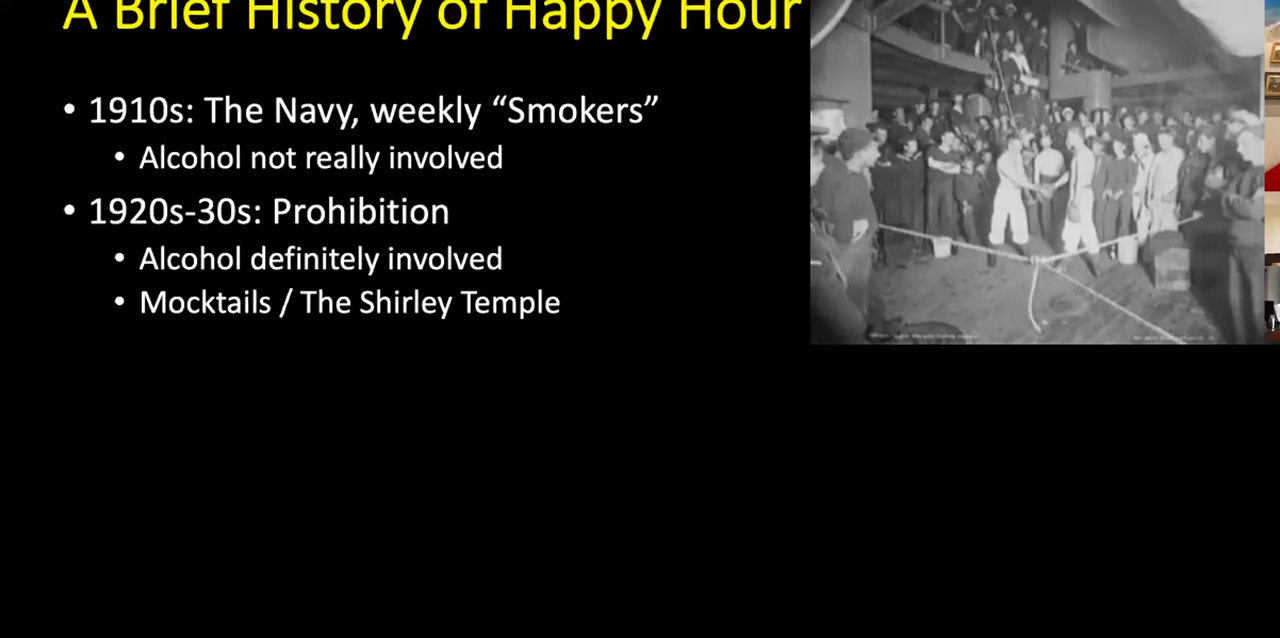 A Brief History of Happy Hour
• 1910s: The Navy, weekly “Smokers”
• Alcohol not really involved
• 1920s-30s: Prohibition
• Alcohol definitely involved
• Mocktails / The Shirley Temple